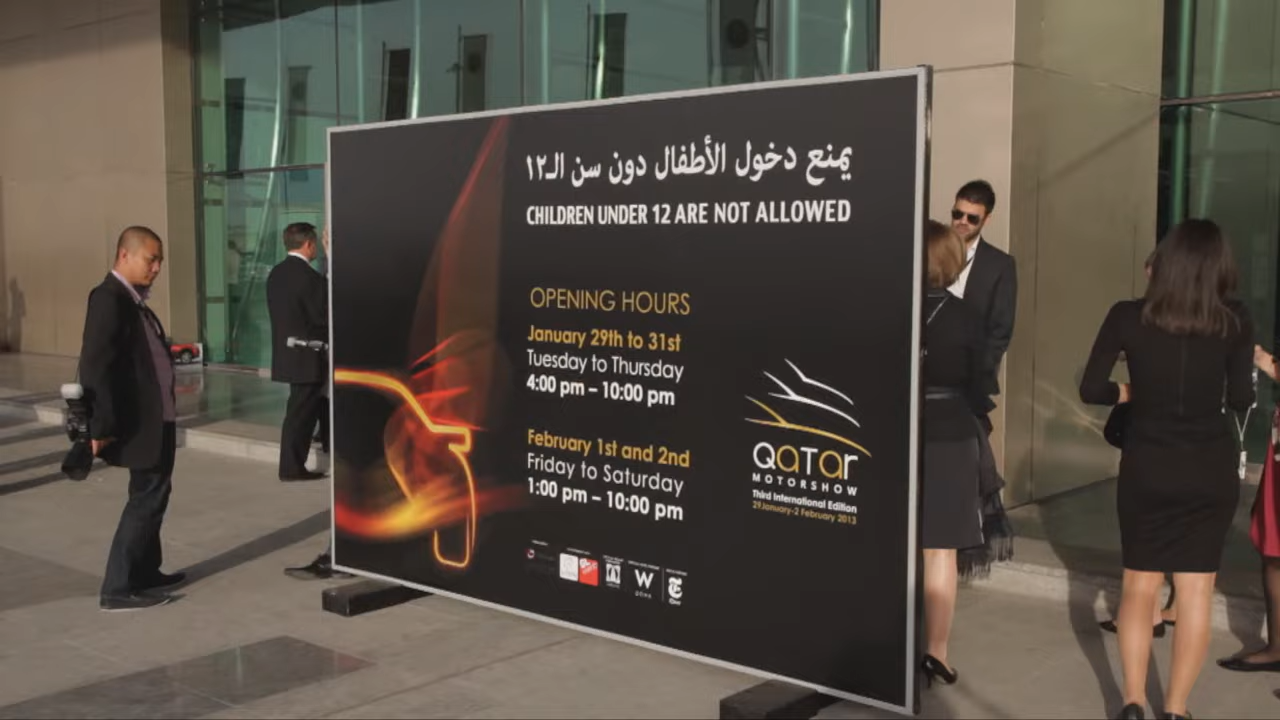 يمنع دخول الأطفال دون سن الـ١٢
CHILDREN UNDER 12 ARE NOT ALLOWED
OPENING HOURS
January 29th to 31st
Tuesday to Thursday
4:00 pm – 10:00 pm
February 1st and 2nd
Friday to Saturday
1:00 pm – 10:00 pm
QaTar
MOTORSHOW
Third International Edition
29January-2 February 2013
W